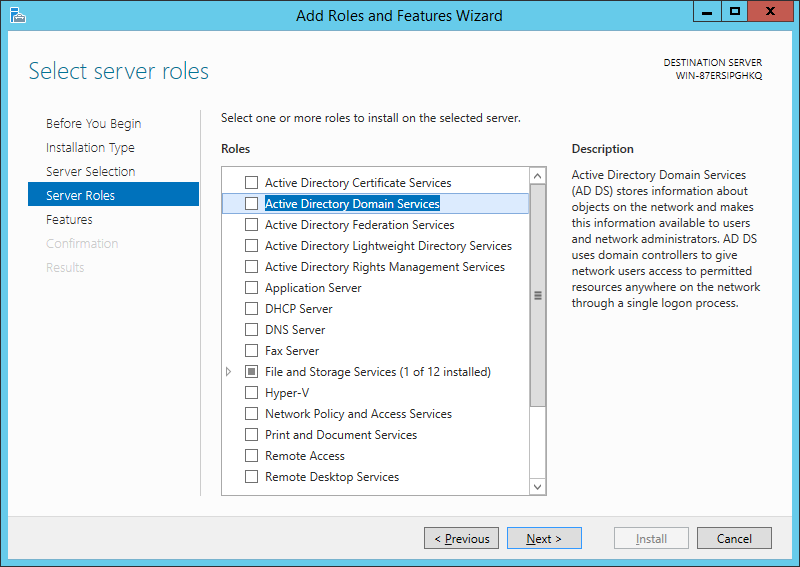 Add Roles and Features Wizard
Select server roles
DESTINATION SERVER
WIN-87ERSIPGHKQ
Before You Begin
Installation Type
Server Selection
Server Roles
Features
Confirmation
Results
Select one or more roles to install on the selected server.
Roles
Active Directory Certificate Services
Active Directory Domain Services
Active Directory Federation Services
Active Directory Lightweight Directory Services
Active Directory Rights Management Services
Application Server
DHCP Server
DNS Server
Fax Server
File and Storage Services (1 of 12 installed)
Hyper-V
Network Policy and Access Services
Print and Document Services
Remote Access
Remote Desktop Services
Description
Active Directory Domain Services
(AD DS) stores information about
objects on the network and makes
this information available to users
and network administrators. AD DS
uses domain controllers to give
network users access to permitted
resources anywhere on the network
through a single logon process.
< Previous
Next >
Install
Cancel